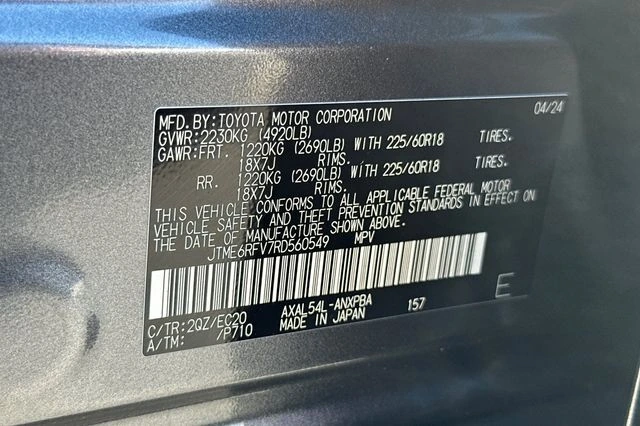 MFD.BY:TOYOTA MOTOR CORPORATION 04/24
GVWR:2230KG (4920LB)
GAWR:FRT. 1220KG (2690LB) WITH 225/60R18 TIRES.
18X7J RIMS.
RR. 1220KG (2690LB) WITH 225/60R18 TIRES.
18X7J RIMS.
THIS VEHICLE CONFORMS TO ALL APPLICABLE FEDERAL MOTOR
VEHICLE SAFETY AND THEFT PREVENTION STANDARDS IN EFFECT ON
THE DATE OF MANUFACTURE SHOWN ABOVE.
JTME6RFV7RD560549 MPV
C/TR:2QZ/EC20 AXAL54L-ANXPBA 157 E
A/TM: /P710 MADE IN JAPAN